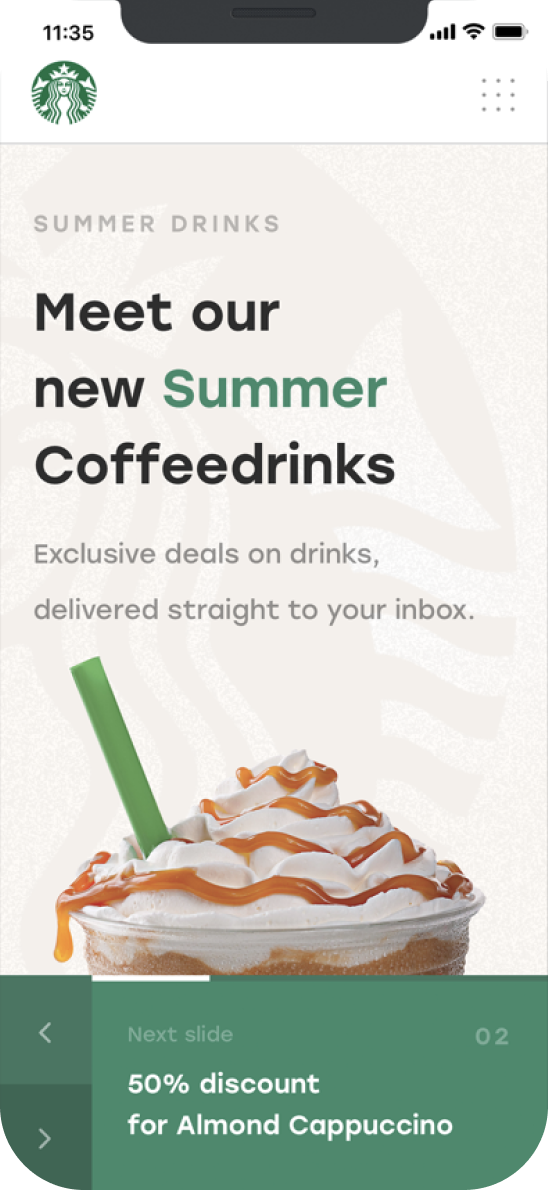 11:35
SUMMER DRINKS
Meet our
new Summer
Coffeedrinks
Exclusive deals on drinks,
delivered straight to your inbox.
Next slide
02
50% discount
for Almond Cappuccino